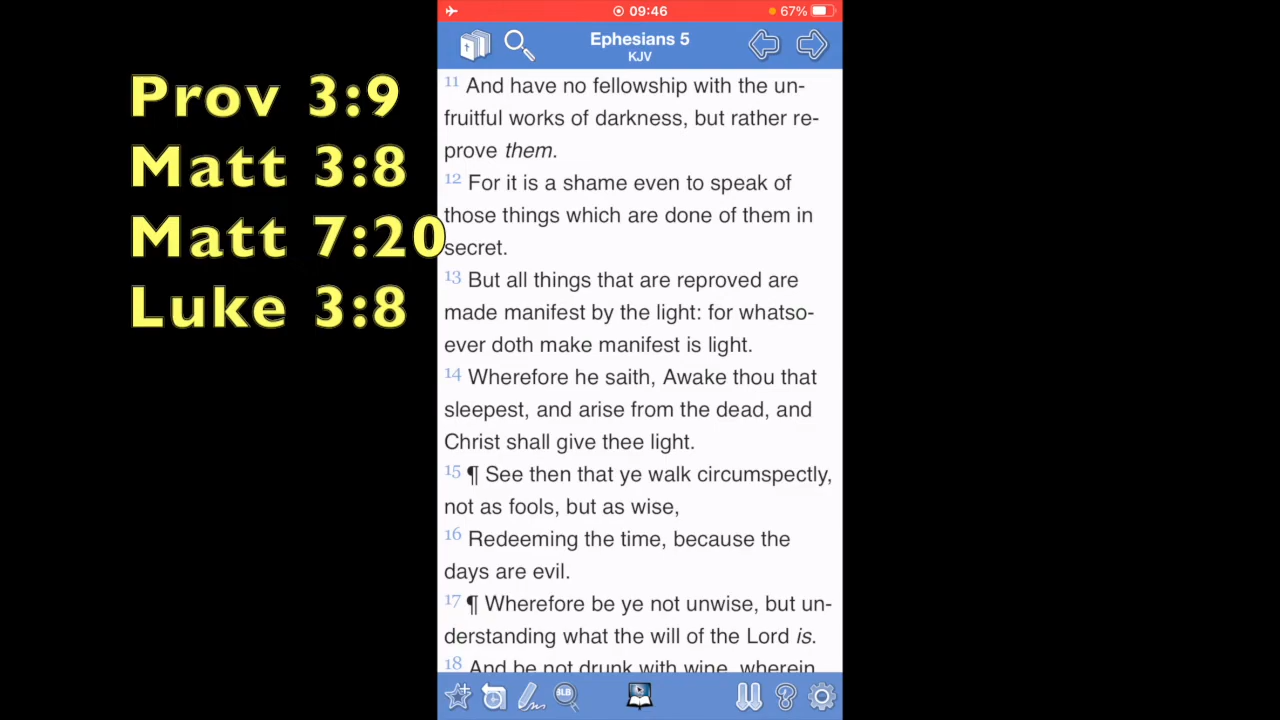 Prov 3:9
Matt 3:8
Matt 7:20
Luke 3:8
09:46
67%
Ephesians 5
KJV
11 And have no fellowship with the un-
fruitful works of darkness, but rather re-
prove them.
12 For it is a shame even to speak of
those things which are done of them in
secret.
13 But all things that are reproved are
made manifest by the light: for whatso-
ever doth make manifest is light.
14 Wherefore he saith, Awake thou that
sleepest, and arise from the dead, and
Christ shall give thee light.
15 ¶ See then that ye walk circumspectly,
not as fools, but as wise,
16 Redeeming the time, because the
days are evil.
17 ¶ Wherefore be ye not unwise, but un-
derstanding what the will of the Lord is.
18 And be not drunk with wine, wherein
BLB